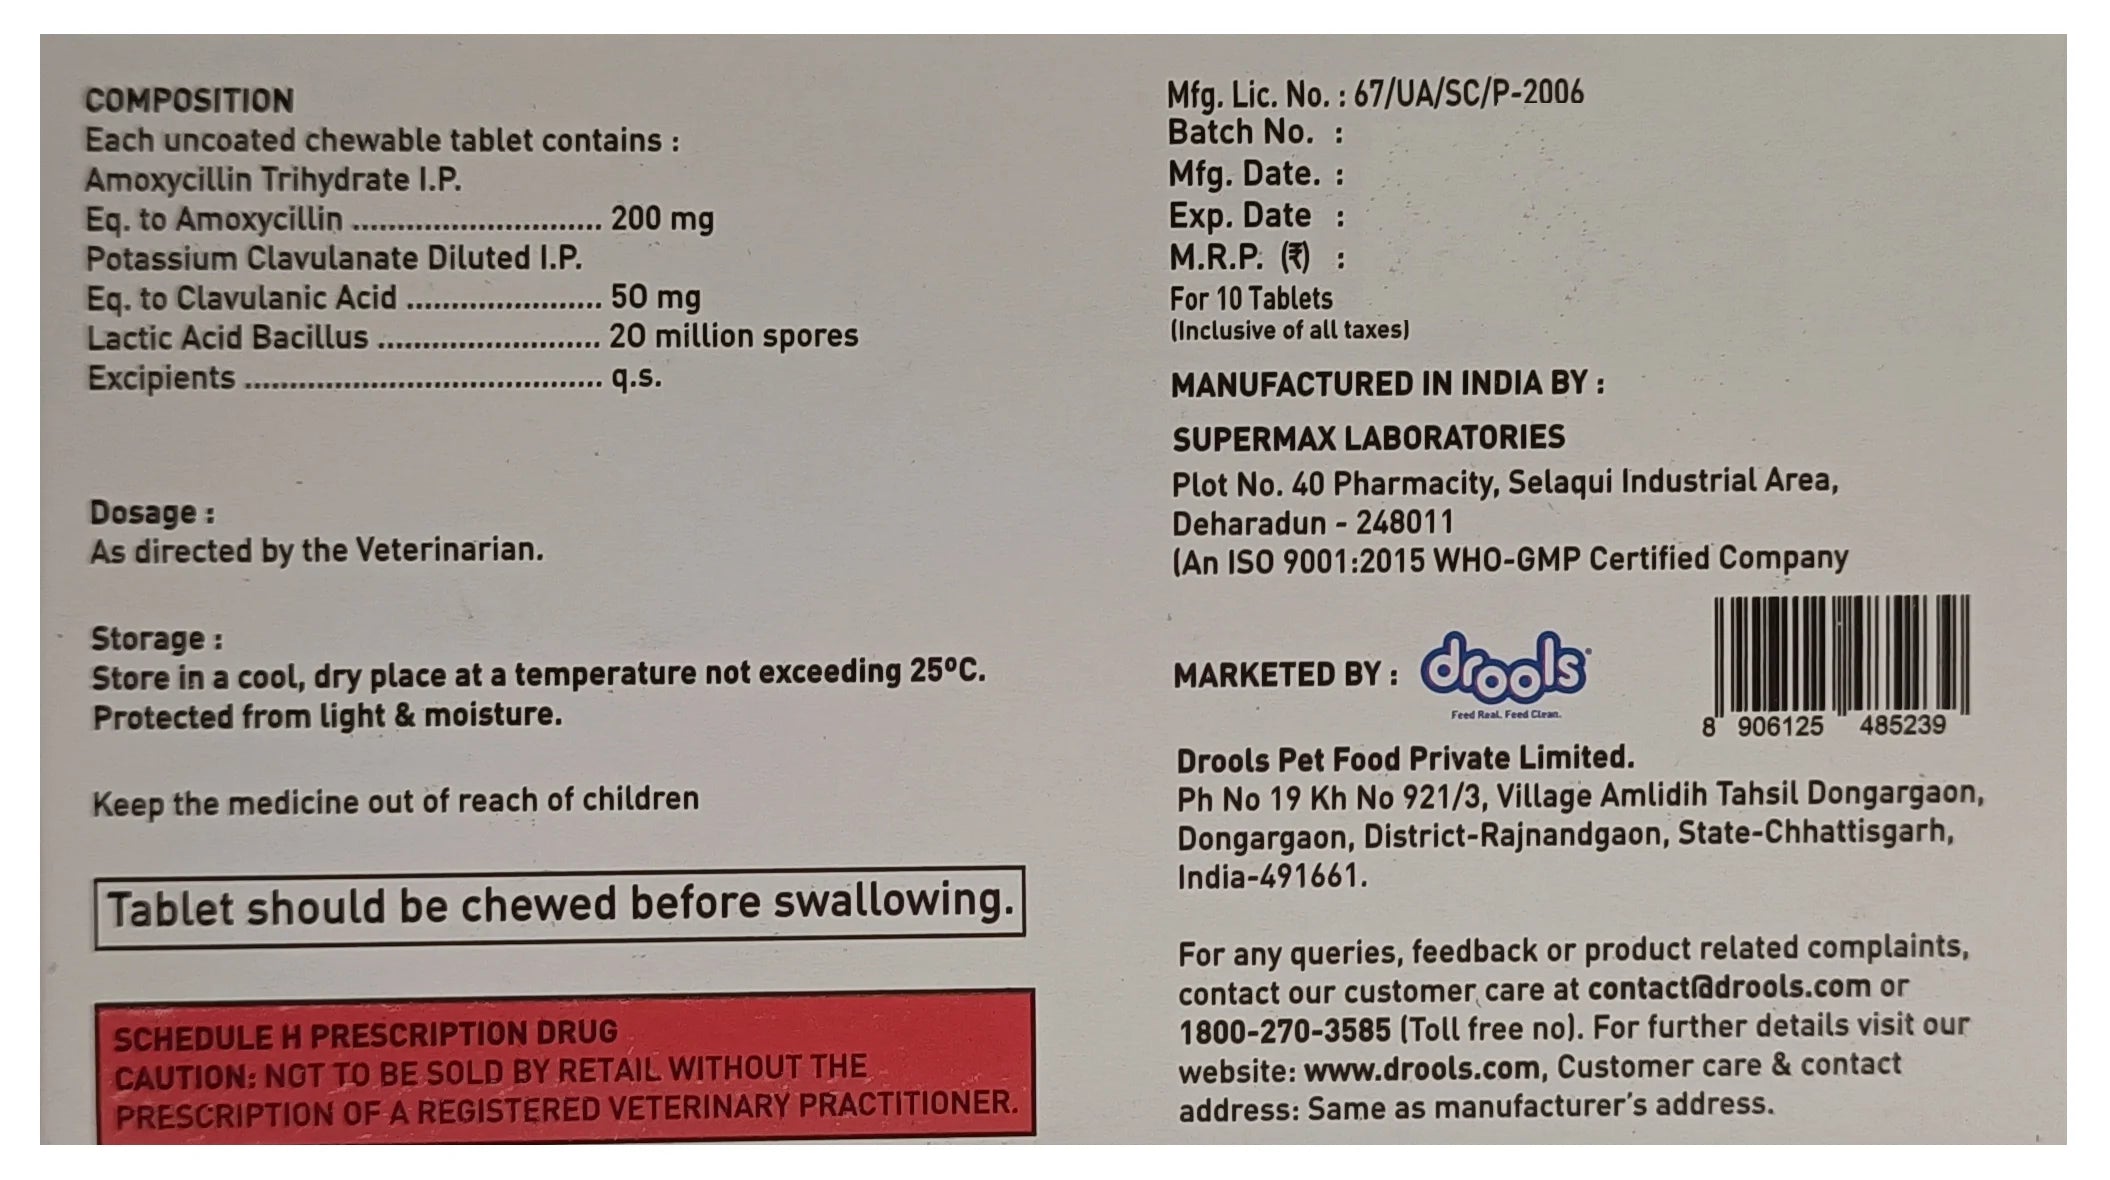 COMPOSITION
Each uncoated chewable tablet contains :
Amoxycillin Trihydrate I.P.
Eq. to Amoxycillin ............................ 200 mg
Potassium Clavulanate Diluted I.P.
Eq. to Clavulanic Acid ...................... 50 mg
Lactic Acid Bacillus ......................... 20 million spores
Excipients ........................................ q.s.
Dosage :
As directed by the Veterinarian.
Storage :
Store in a cool, dry place at a temperature not exceeding 25ºC.
Protected from light & moisture.
Keep the medicine out of reach of children
Tablet should be chewed before swallowing.
SCHEDULE H PRESCRIPTION DRUG
CAUTION: NOT TO BE SOLD BY RETAIL WITHOUT THE
PRESCRIPTION OF A REGISTERED VETERINARY PRACTITIONER.
Mfg. Lic. No. : 67/UA/SC/P-2006
Batch No. :
Mfg. Date. :
Exp. Date :
M.R.P. (₹) :
For 10 Tablets
(Inclusive of all taxes)
MANUFACTURED IN INDIA BY :
SUPERMAX LABORATORIES
Plot No. 40 Pharmacity, Selaqui Industrial Area,
Deharadun - 248011
(An ISO 9001:2015 WHO-GMP Certified Company
MARKETED BY : drools
Feed Real. Feed Clean.
8 906125 485239
Drools Pet Food Private Limited.
Ph No 19 Kh No 921/3, Village Amlidih Tahsil Dongargaon,
Dongargaon, District-Rajnandgaon, State-Chhattisgarh,
India-491661.
For any queries, feedback or product related complaints,
contact our customer care at contact@drools.com or
1800-270-3585 (Toll free no). For further details visit our
website: www.drools.com, Customer care & contact
address: Same as manufacturer's address.